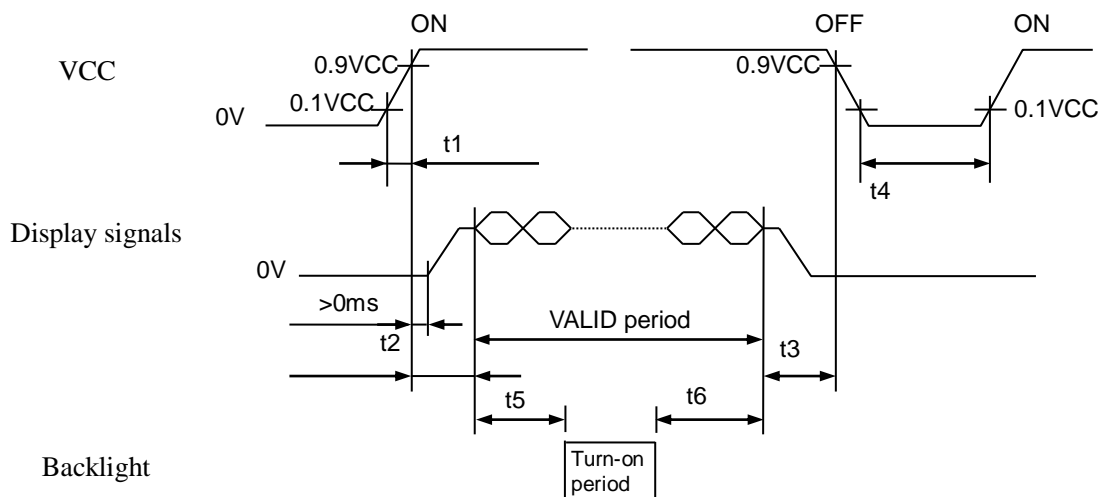 ON OFF ON
VCC
0.9VCC 0.9VCC
0.1VCC 0.1VCC
0V
t1
t4
Display signals
0V
>0ms
VALID period
t2
t3
t5 t6
Backlight
Turn-on
period